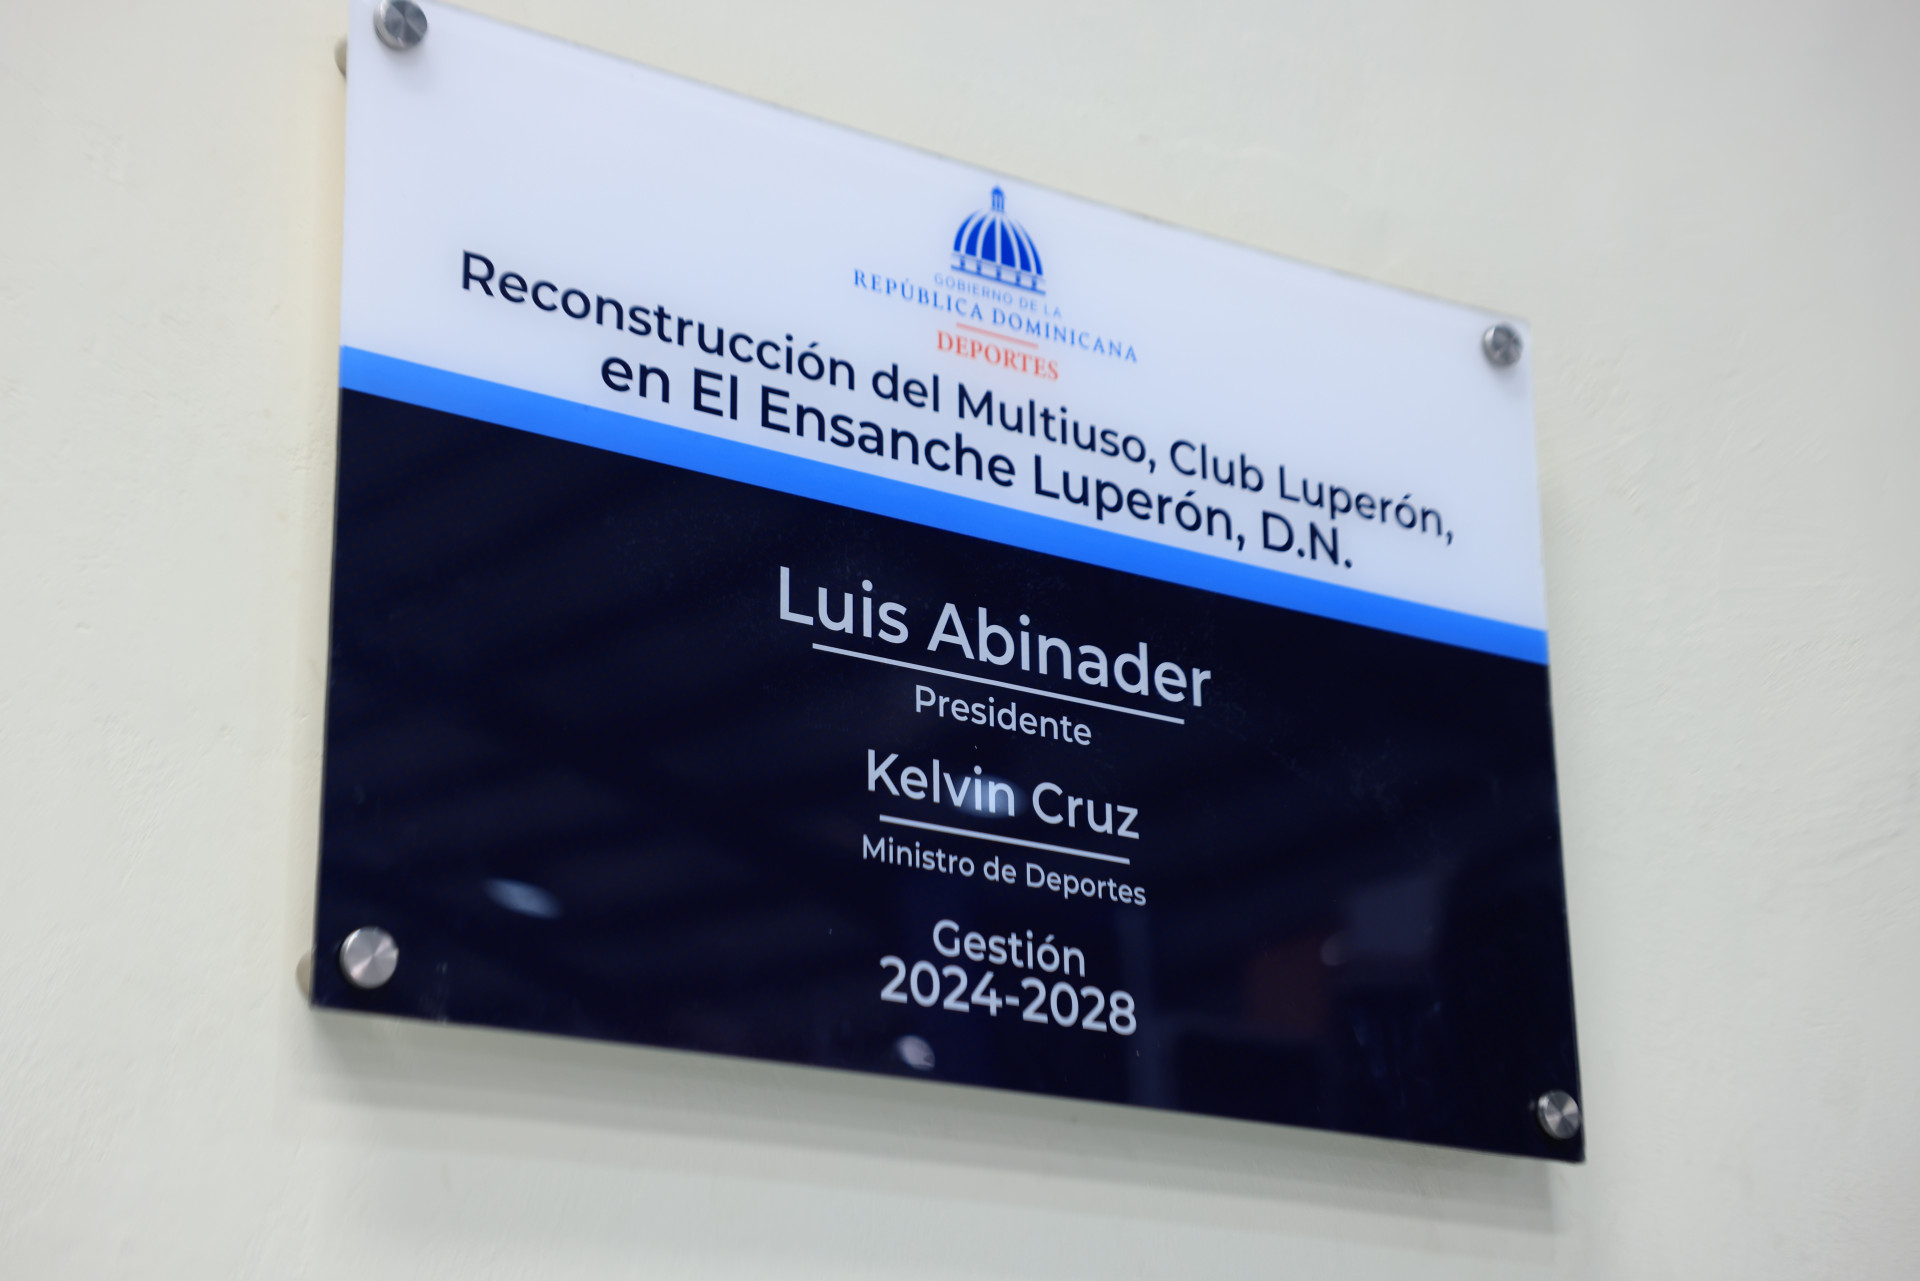 GOBIERNO DE LA
REPÚBLICA DOMINICANA
DEPORTES
Reconstrucción del Multiuso, Club Luperón,
en El Ensanche Luperón, D.N.
Luis Abinader
Presidente
Kelvin Cruz
Ministro de Deportes
Gestión
2024-2028